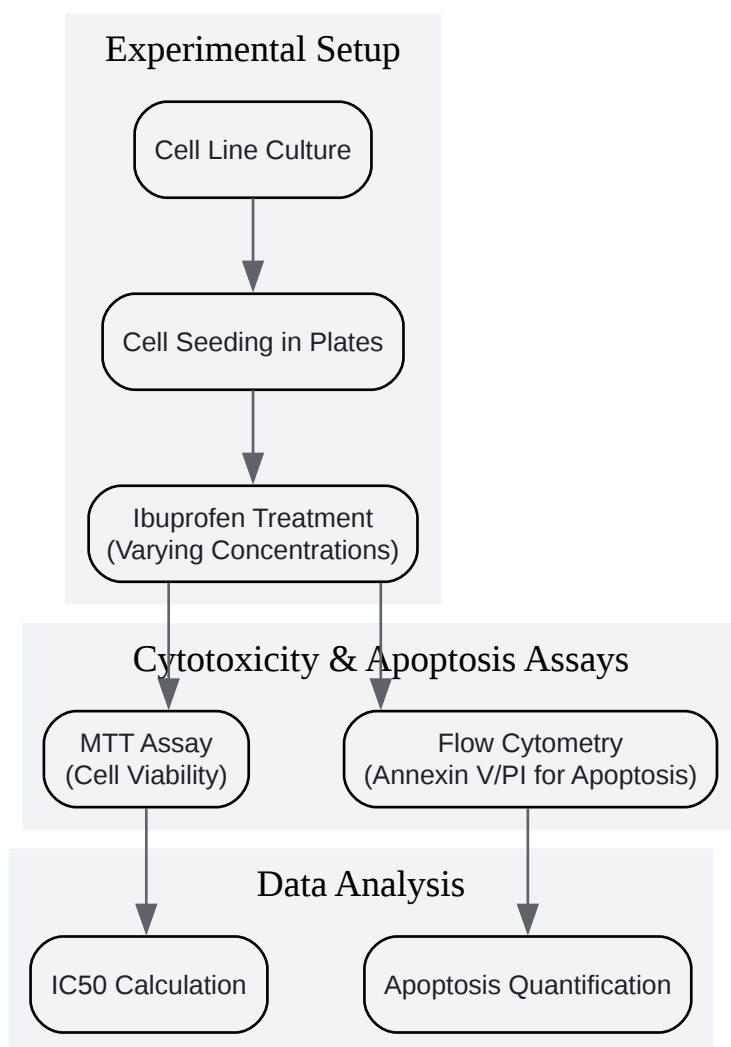 Experimental Setup
Cell Line Culture
Cell Seeding in Plates
Ibuprofen Treatment
(Varying Concentrations)
Cytotoxicity & Apoptosis Assays
MTT Assay
(Cell Viability)
Flow Cytometry
(Annexin V/PI for Apoptosis)
Data Analysis
IC50 Calculation
Apoptosis Quantification